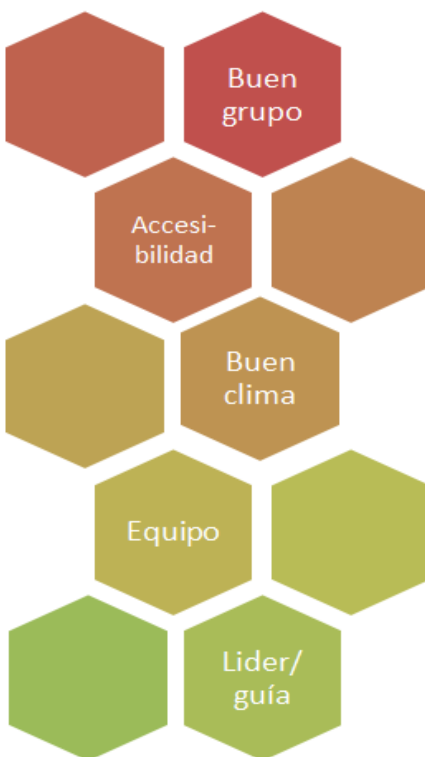 Buen
grupo
Accesi-
bilidad
Buen
clima
Equipo
Lider/
guía